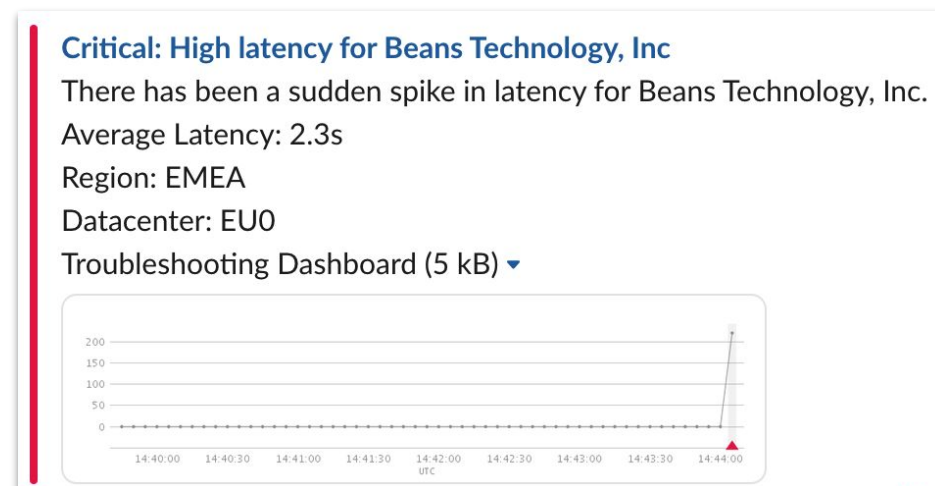 Critical: High latency for Beans Technology, Inc
There has been a sudden spike in latency for Beans Technology, Inc.
Average Latency: 2.3s
Region: EMEA
Datacenter: EU0
Troubleshooting Dashboard (5 kB)
200
150
100
50
0
14:40:00 14:40:30 14:41:00 14:41:30 14:42:00 14:42:30 14:43:00 14:43:30 14:44:00
UTC